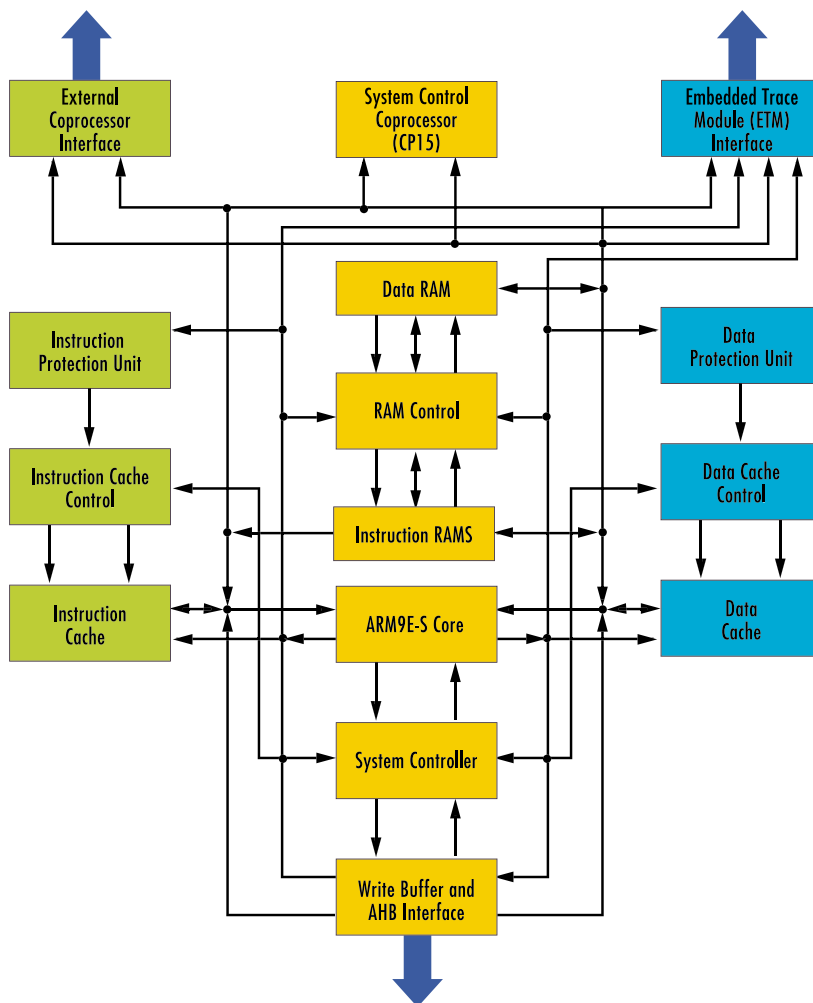 External
Coprocessor
Interface
System Control
Coprocessor
(CP15)
Embedded Trace
Module (ETM)
Interface
Data RAM
Instruction
Protection Unit
Data
Protection Unit
RAM Control
Instruction Cache
Control
Data Cache
Control
Instruction RAMS
Instruction
Cache
ARM9E-S Core
Data
Cache
System Controller
Write Buffer and
AHB Interface